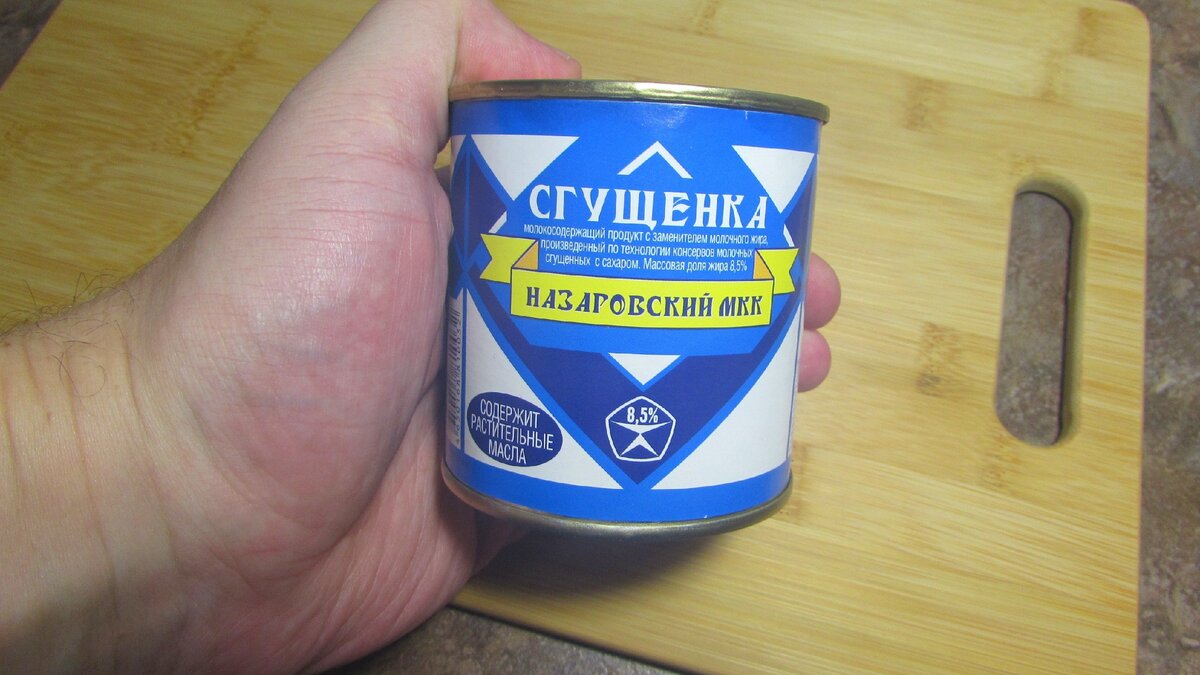 СГУЩЕНКА
молокосодержащий продукт с заменителем молочного жира,
произведенный по технологии консервов молочных
сгущенных с сахаром. Массовая доля жира 8,5%
НАЗАРОВСКИЙ МКК
8,5%
СОДЕРЖИТ
РАСТИТЕЛЬНЫЕ
МАСЛА